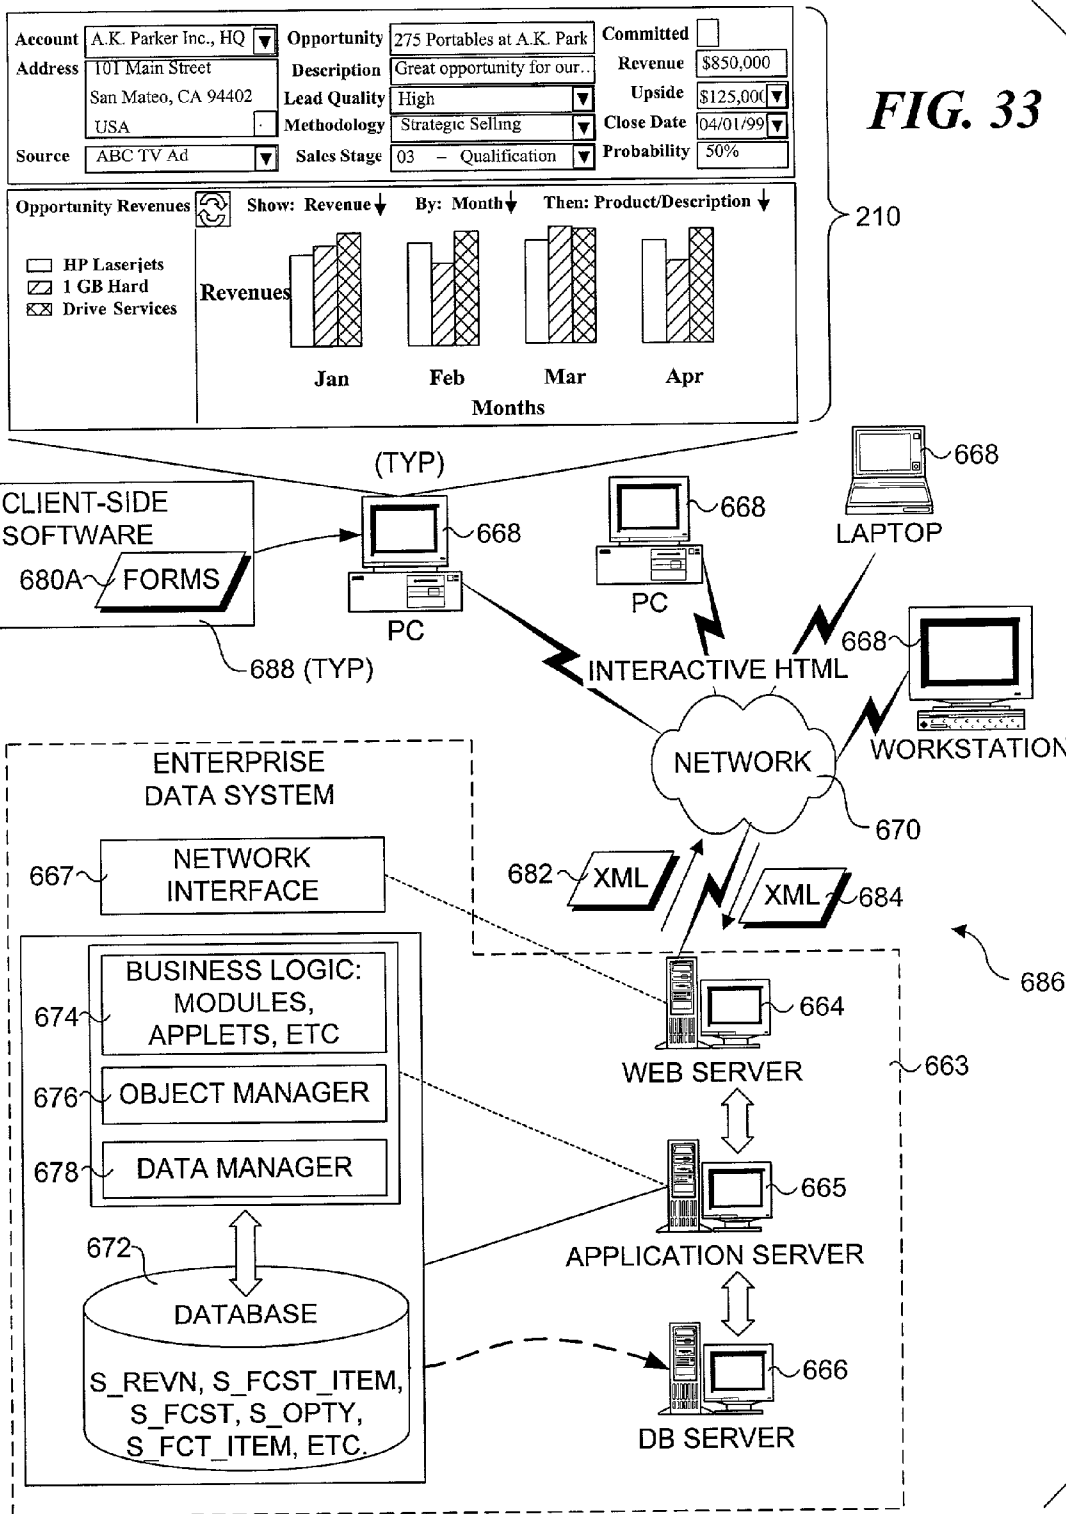 Account A.K. Parker Inc., HQ Opportunity 275 Portables at A.K. Park Committed
Address 101 Main Street Description Great opportunity for our.. Revenue $850,000
San Mateo, CA 94402 Lead Quality High Upside $125,000
USA Methodology Strategic Selling Close Date 04/01/99
Source ABC TV Ad Sales Stage 03 – Qualification Probability 50%
FIG. 33
Opportunity Revenues Show: Revenue By: Month Then: Product/Description
210
HP Laserjets
1 GB Hard
Drive Services
Revenues
Jan Feb Mar Apr
Months
(TYP)
CLIENT-SIDE
SOFTWARE
680A FORMS
688 (TYP)
668
PC
668
PC
668
LAPTOP
668
WORKSTATION
INTERACTIVE HTML
NETWORK
670
682 XML
XML 684
686
ENTERPRISE
DATA SYSTEM
667 NETWORK
INTERFACE
674 BUSINESS LOGIC:
MODULES,
APPLETS, ETC
676 OBJECT MANAGER
678 DATA MANAGER
672
DATABASE
S_REVN, S_FCST_ITEM,
S_FCST, S_OPTY,
S_FCT_ITEM, ETC.
664
WEB SERVER
663
665
APPLICATION SERVER
666
DB SERVER